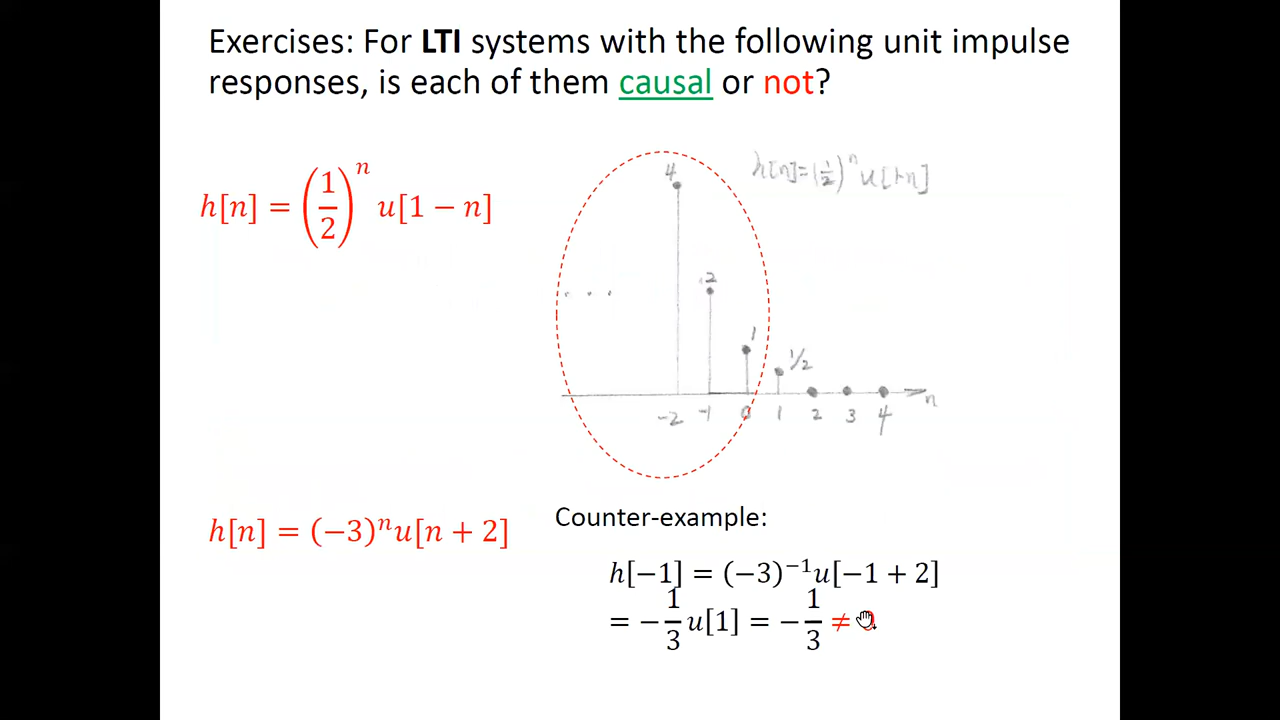 Exercises: For LTI systems with the following unit impulse
responses, is each of them causal or not?
h[n] = (1/2)^n u[1 − n]
h[n]=(1/2)^n u[1-n]
4
2
1
1/2
. . .
-2 -1 0 1 2 3 4 n
h[n] = (−3)^n u[n + 2]
Counter-example:
h[−1] = (−3)^−1 u[−1 + 2]
= −1/3 u[1] = −1/3 ≠